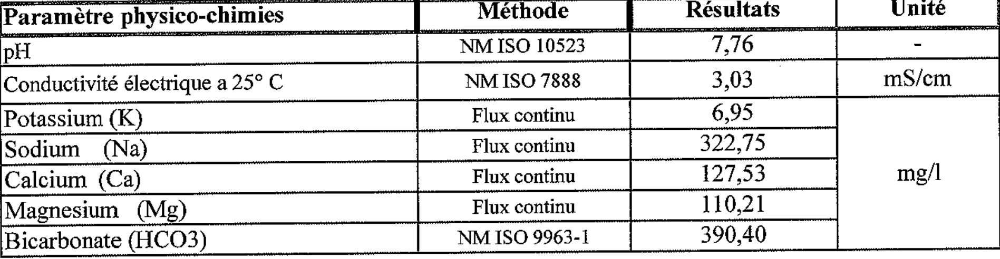 Paramètre physico-chimies Méthode Résultats Unité
pH NM ISO 10523 7,76 -
Conductivité électrique a 25° C NM ISO 7888 3,03 mS/cm
Potassium (K) Flux continu 6,95
Sodium (Na) Flux continu 322,75
Calcium (Ca) Flux continu 127,53 mg/l
Magnesium (Mg) Flux continu 110,21
Bicarbonate (HCO3) NM ISO 9963-1 390,40